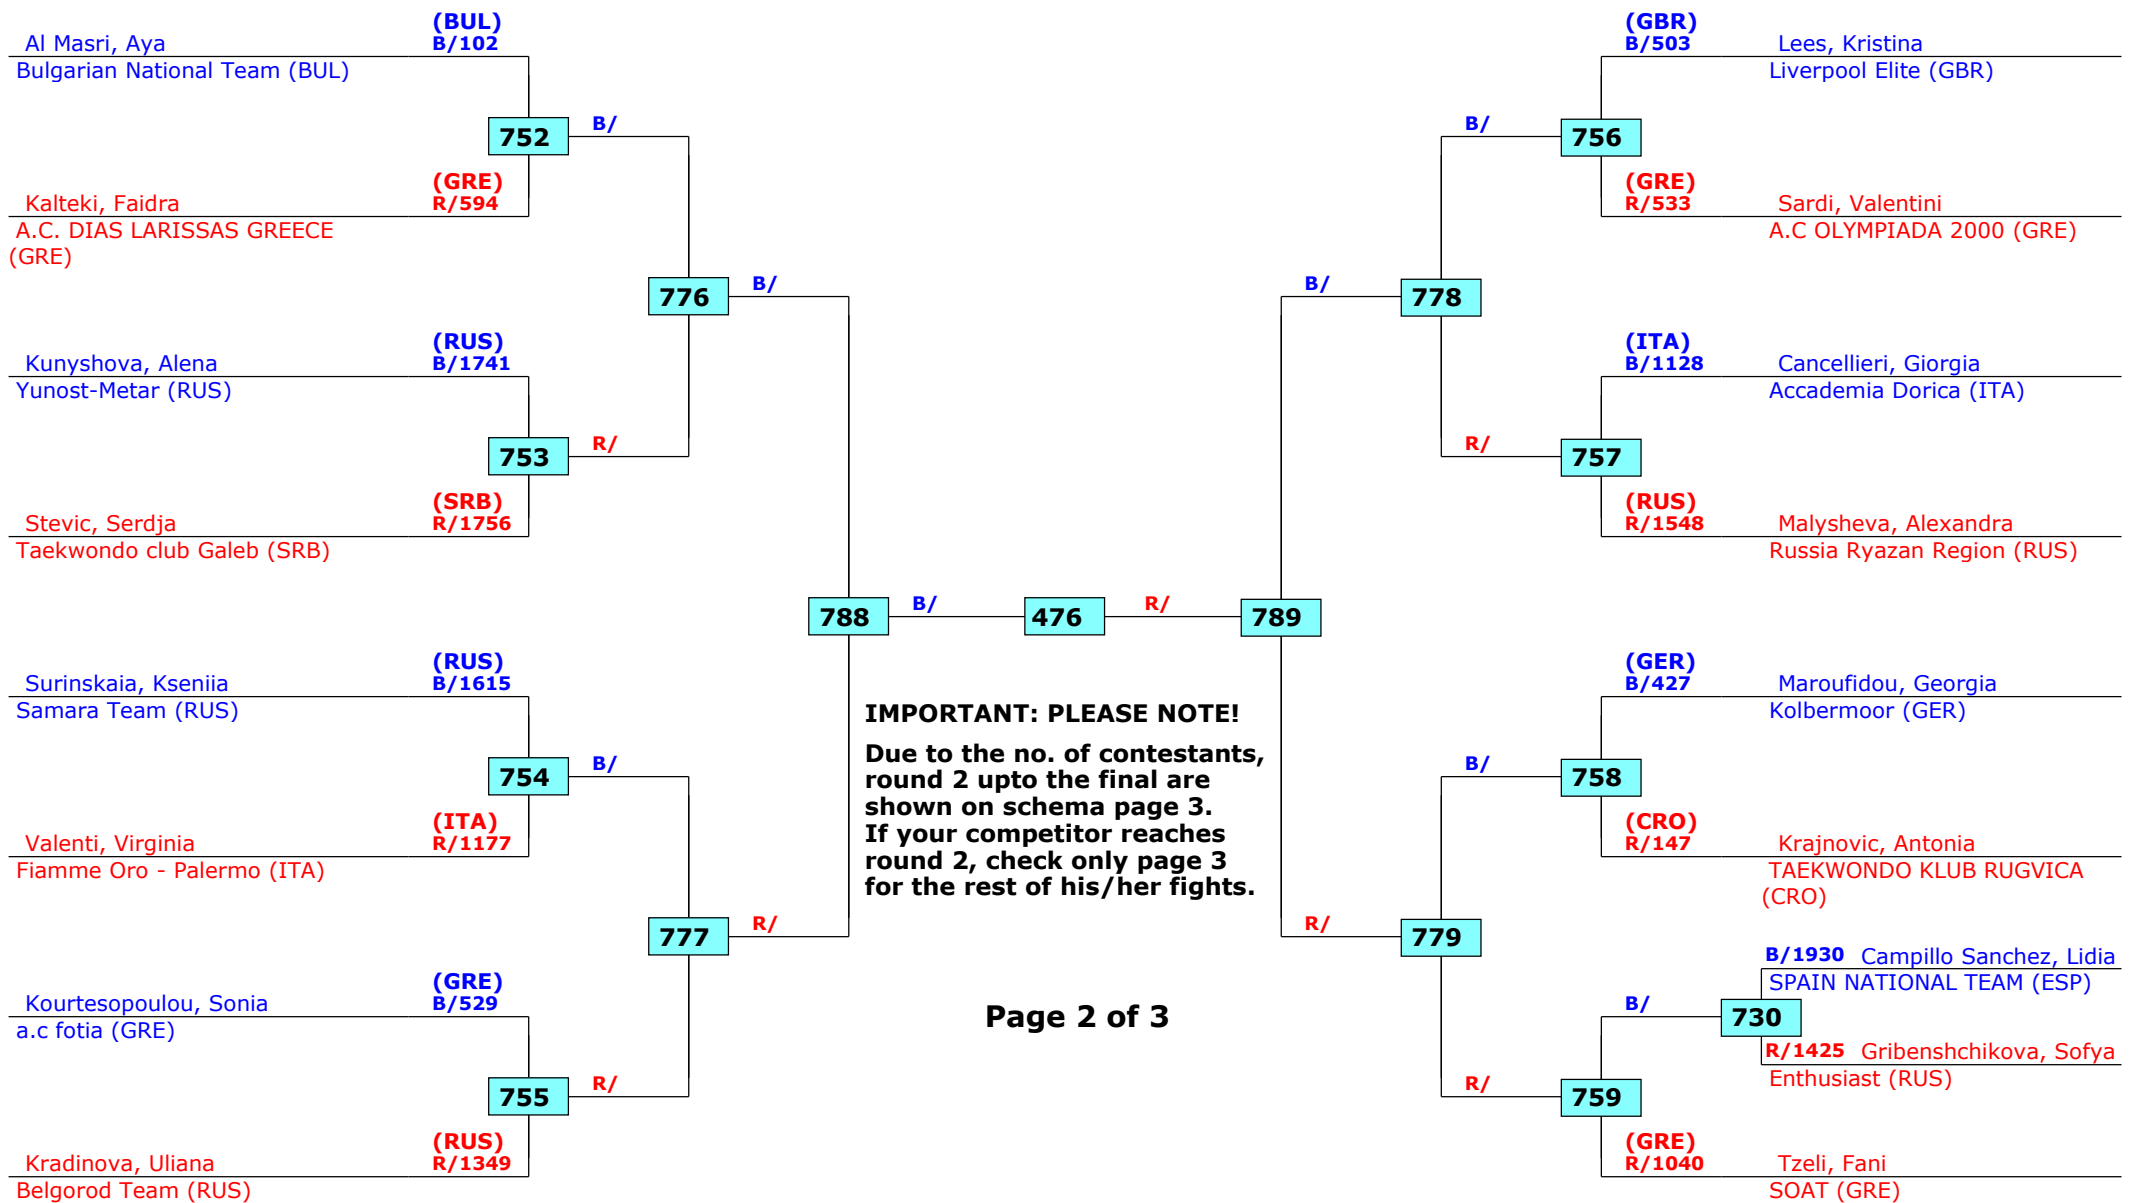 (BUL)
Al Masri, Aya B/102
Bulgarian National Team (BUL)
752 B/
(GRE)
Kalteki, Faidra R/594
A.C. DIAS LARISSAS GREECE
(GRE)
776 B/
(RUS)
Kunyshova, Alena B/1741
Yunost-Metar (RUS)
753 R/
(SRB)
Stevic, Serdja R/1756
Taekwondo club Galeb (SRB)
788 B/ 476 R/ 789
(RUS)
Surinskaia, Kseniia B/1615
Samara Team (RUS)
754 B/
(ITA)
Valenti, Virginia R/1177
Fiamme Oro - Palermo (ITA)
777 R/
(GRE)
Kourtesopoulou, Sonia B/529
a.c fotia (GRE)
755 R/
(RUS)
Kradinova, Uliana R/1349
Belgorod Team (RUS)
IMPORTANT: PLEASE NOTE!
Due to the no. of contestants,
round 2 upto the final are
shown on schema page 3.
If your competitor reaches
round 2, check only page 3
for the rest of his/her fights.
Page 2 of 3
(GBR)
B/503 Lees, Kristina
Liverpool Elite (GBR)
B/ 756
(GRE)
R/533 Sardi, Valentini
A.C OLYMPIADA 2000 (GRE)
B/ 778
(ITA)
B/1128 Cancellieri, Giorgia
Accademia Dorica (ITA)
R/ 757
(RUS)
R/1548 Malysheva, Alexandra
Russia Ryazan Region (RUS)
(GER)
B/427 Maroufidou, Georgia
Kolbermoor (GER)
B/ 758
(CRO)
R/147 Krajnovic, Antonia
TAEKWONDO KLUB RUGVICA
(CRO)
R/ 779
B/1930 Campillo Sanchez, Lidia
SPAIN NATIONAL TEAM (ESP)
B/ 730
R/1425 Gribenshchikova, Sofya
Enthusiast (RUS)
R/ 759
(GRE)
R/1040 Tzeli, Fani
SOAT (GRE)